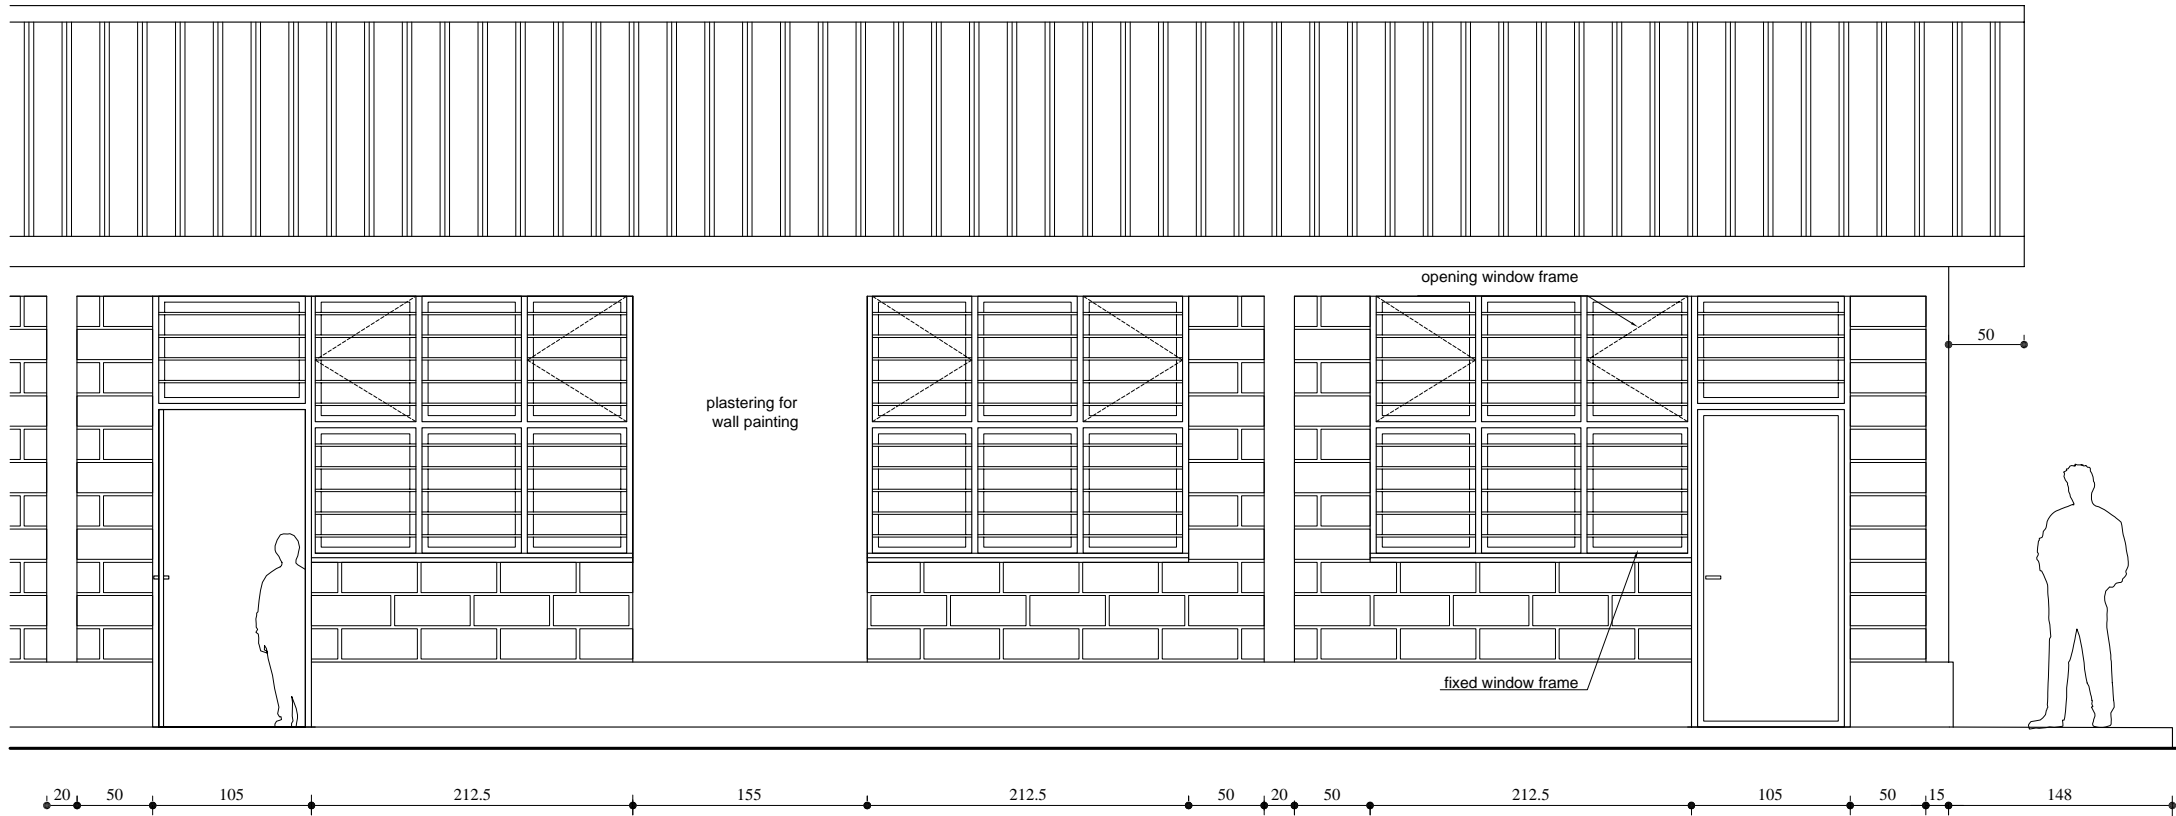 opening window frame
50
plastering for
wall painting
fixed window frame
20 50 105 212.5 155 212.5 50 20 50 212.5 105 50 15 148